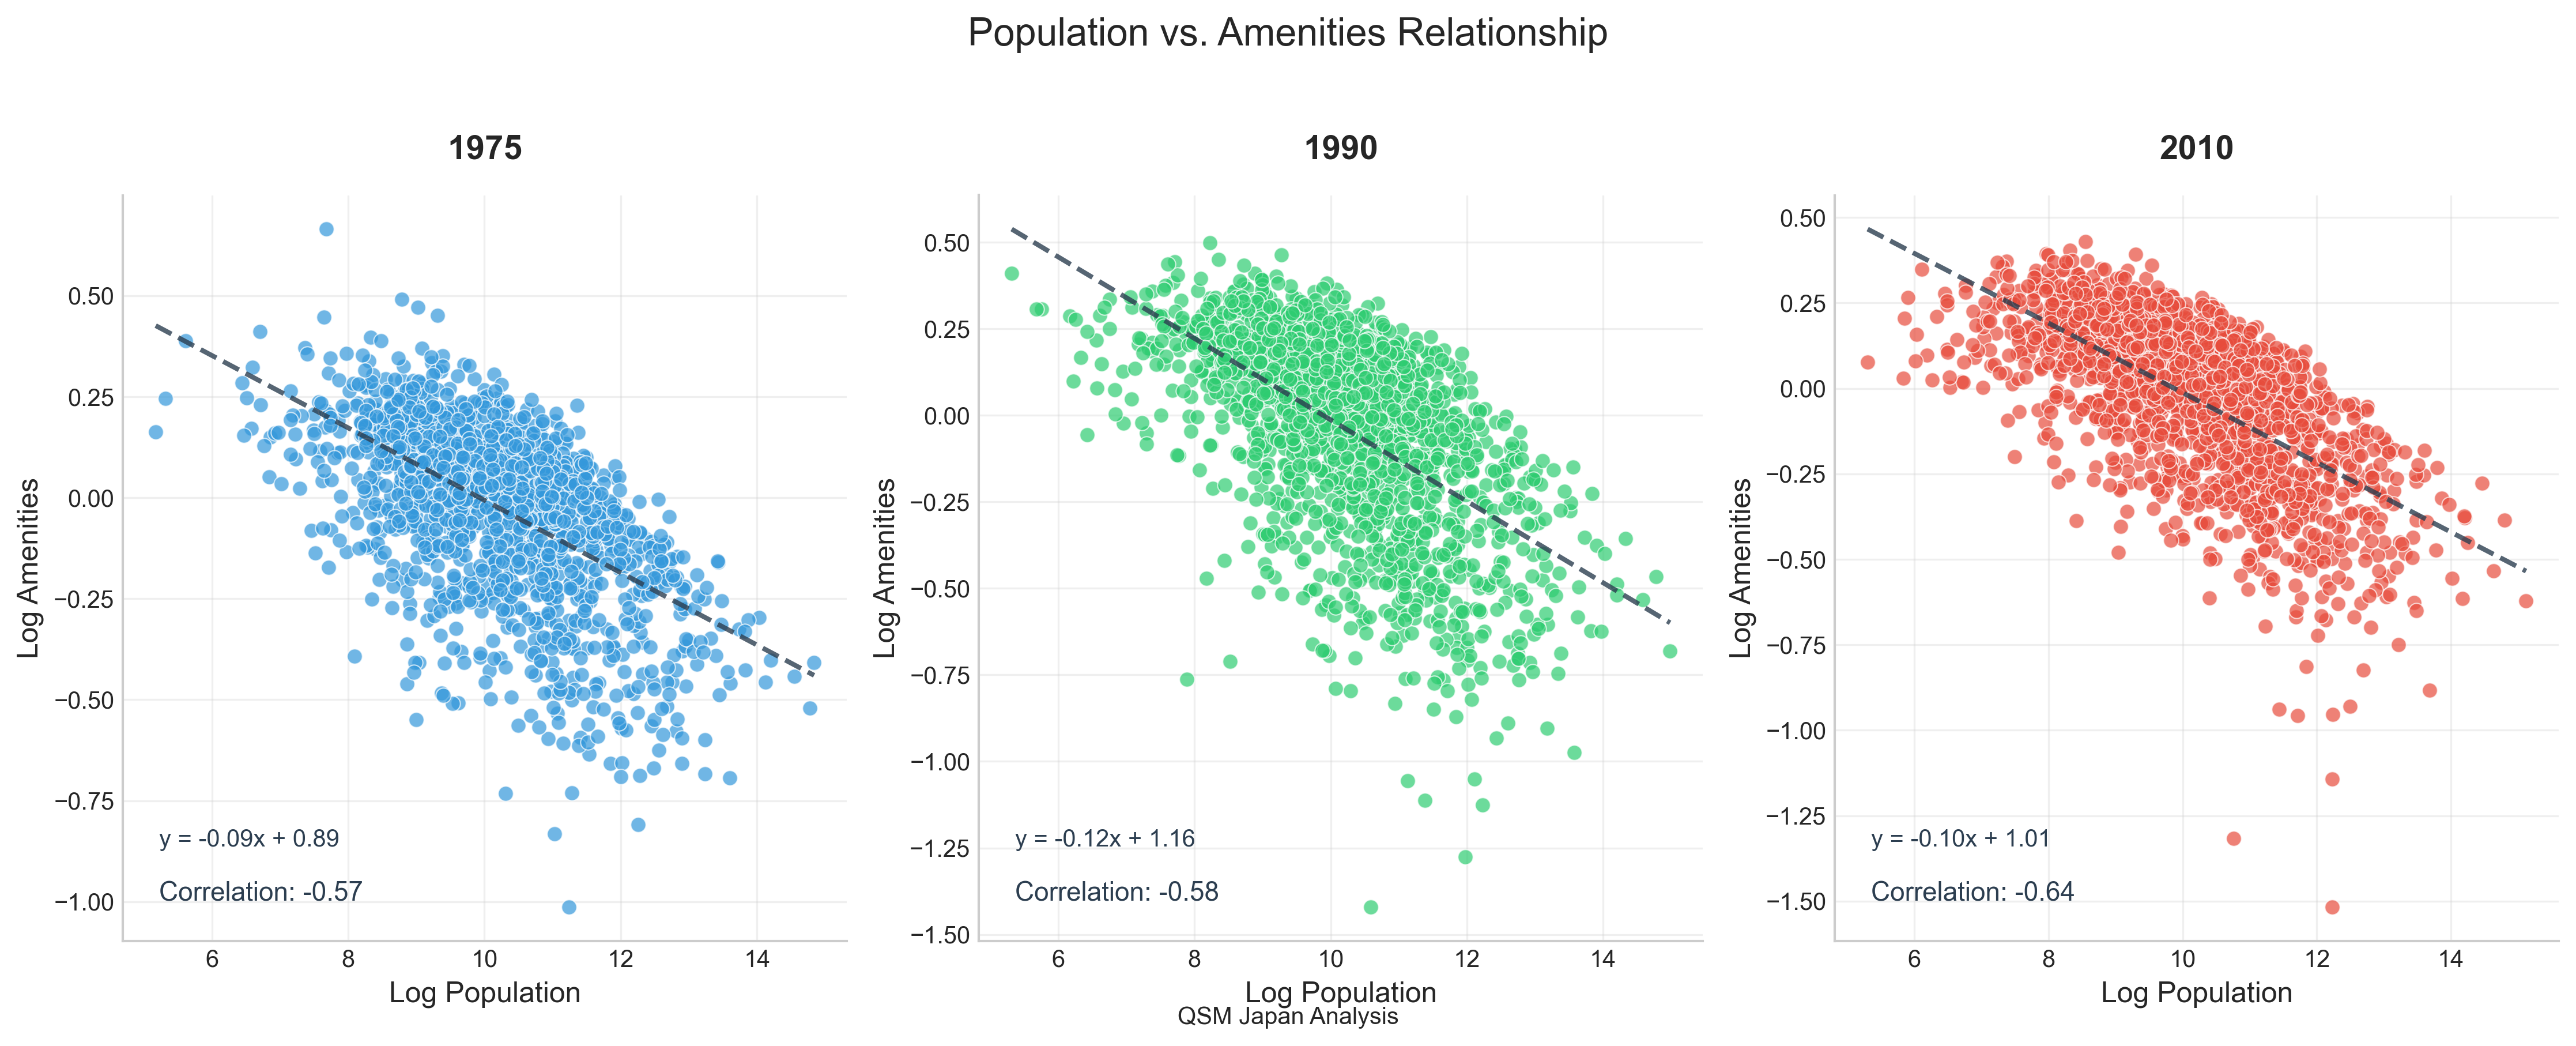 Population vs. Amenities Relationship
1975
0.50
0.25
0.00
−0.25
−0.50
−0.75
−1.00
Log Amenities
y = -0.09x + 0.89
Correlation: -0.57
6 8 10 12 14
Log Population
1990
0.50
0.25
0.00
−0.25
−0.50
−0.75
−1.00
−1.25
−1.50
Log Amenities
y = -0.12x + 1.16
Correlation: -0.58
6 8 10 12 14
Log Population
2010
0.50
0.25
0.00
−0.25
−0.50
−0.75
−1.00
−1.25
−1.50
Log Amenities
y = -0.10x + 1.01
Correlation: -0.64
6 8 10 12 14
Log Population
QSM Japan Analysis